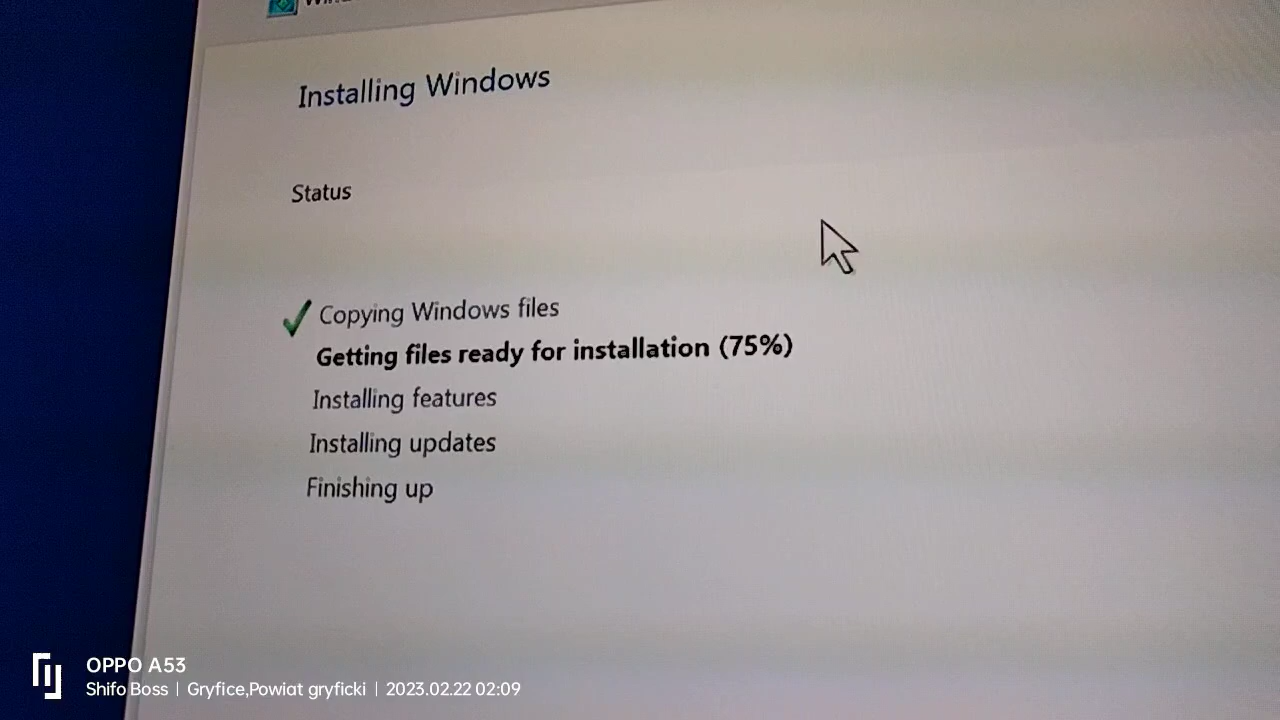 Installing Windows
Status
Copying Windows files
Getting files ready for installation (75%)
Installing features
Installing updates
Finishing up
OPPO A53
Shifo Boss | Gryfice,Powiat gryficki | 2023.02.22 02:09